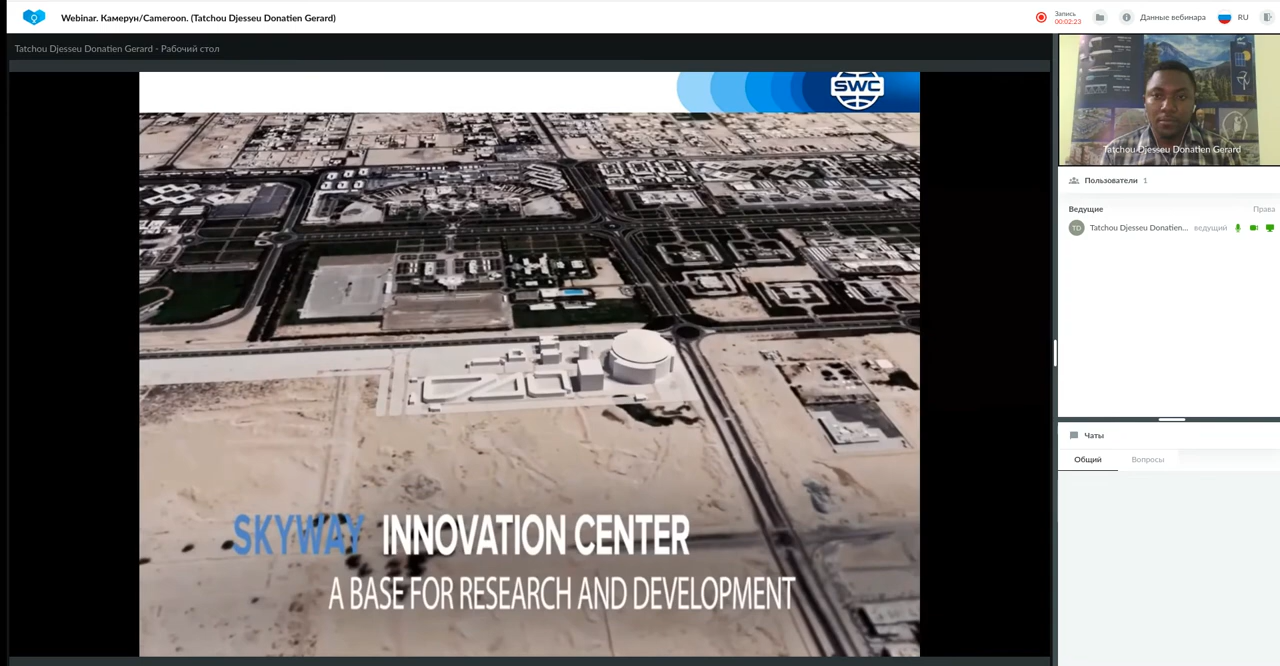 Webinar. Камерун/Cameroon. (Tatchou Djesseu Donatien Gerard)
Запись
00:02:23
Данные вебинара
RU
Tatchou Djesseu Donatien Gerard - Рабочий стол
SWC
Tatchou Djesseu Donatien Gerard
Пользователи 1
Ведущие
Права
TD
Tatchou Djesseu Donatien...
ведущий
Чаты
Общий
Вопросы
SKYWAY INNOVATION CENTER
A BASE FOR RESEARCH AND DEVELOPMENT